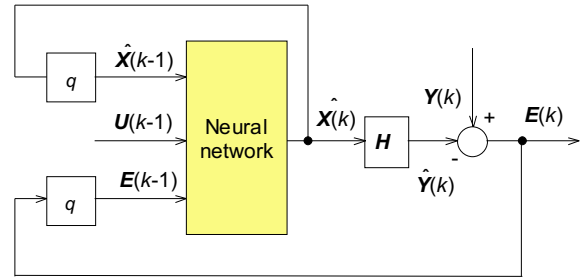 q
X̂(k-1)
U(k-1)
E(k-1)
q
Neural
network
X̂(k)
H
Y(k)
+
-
Ŷ(k)
E(k)